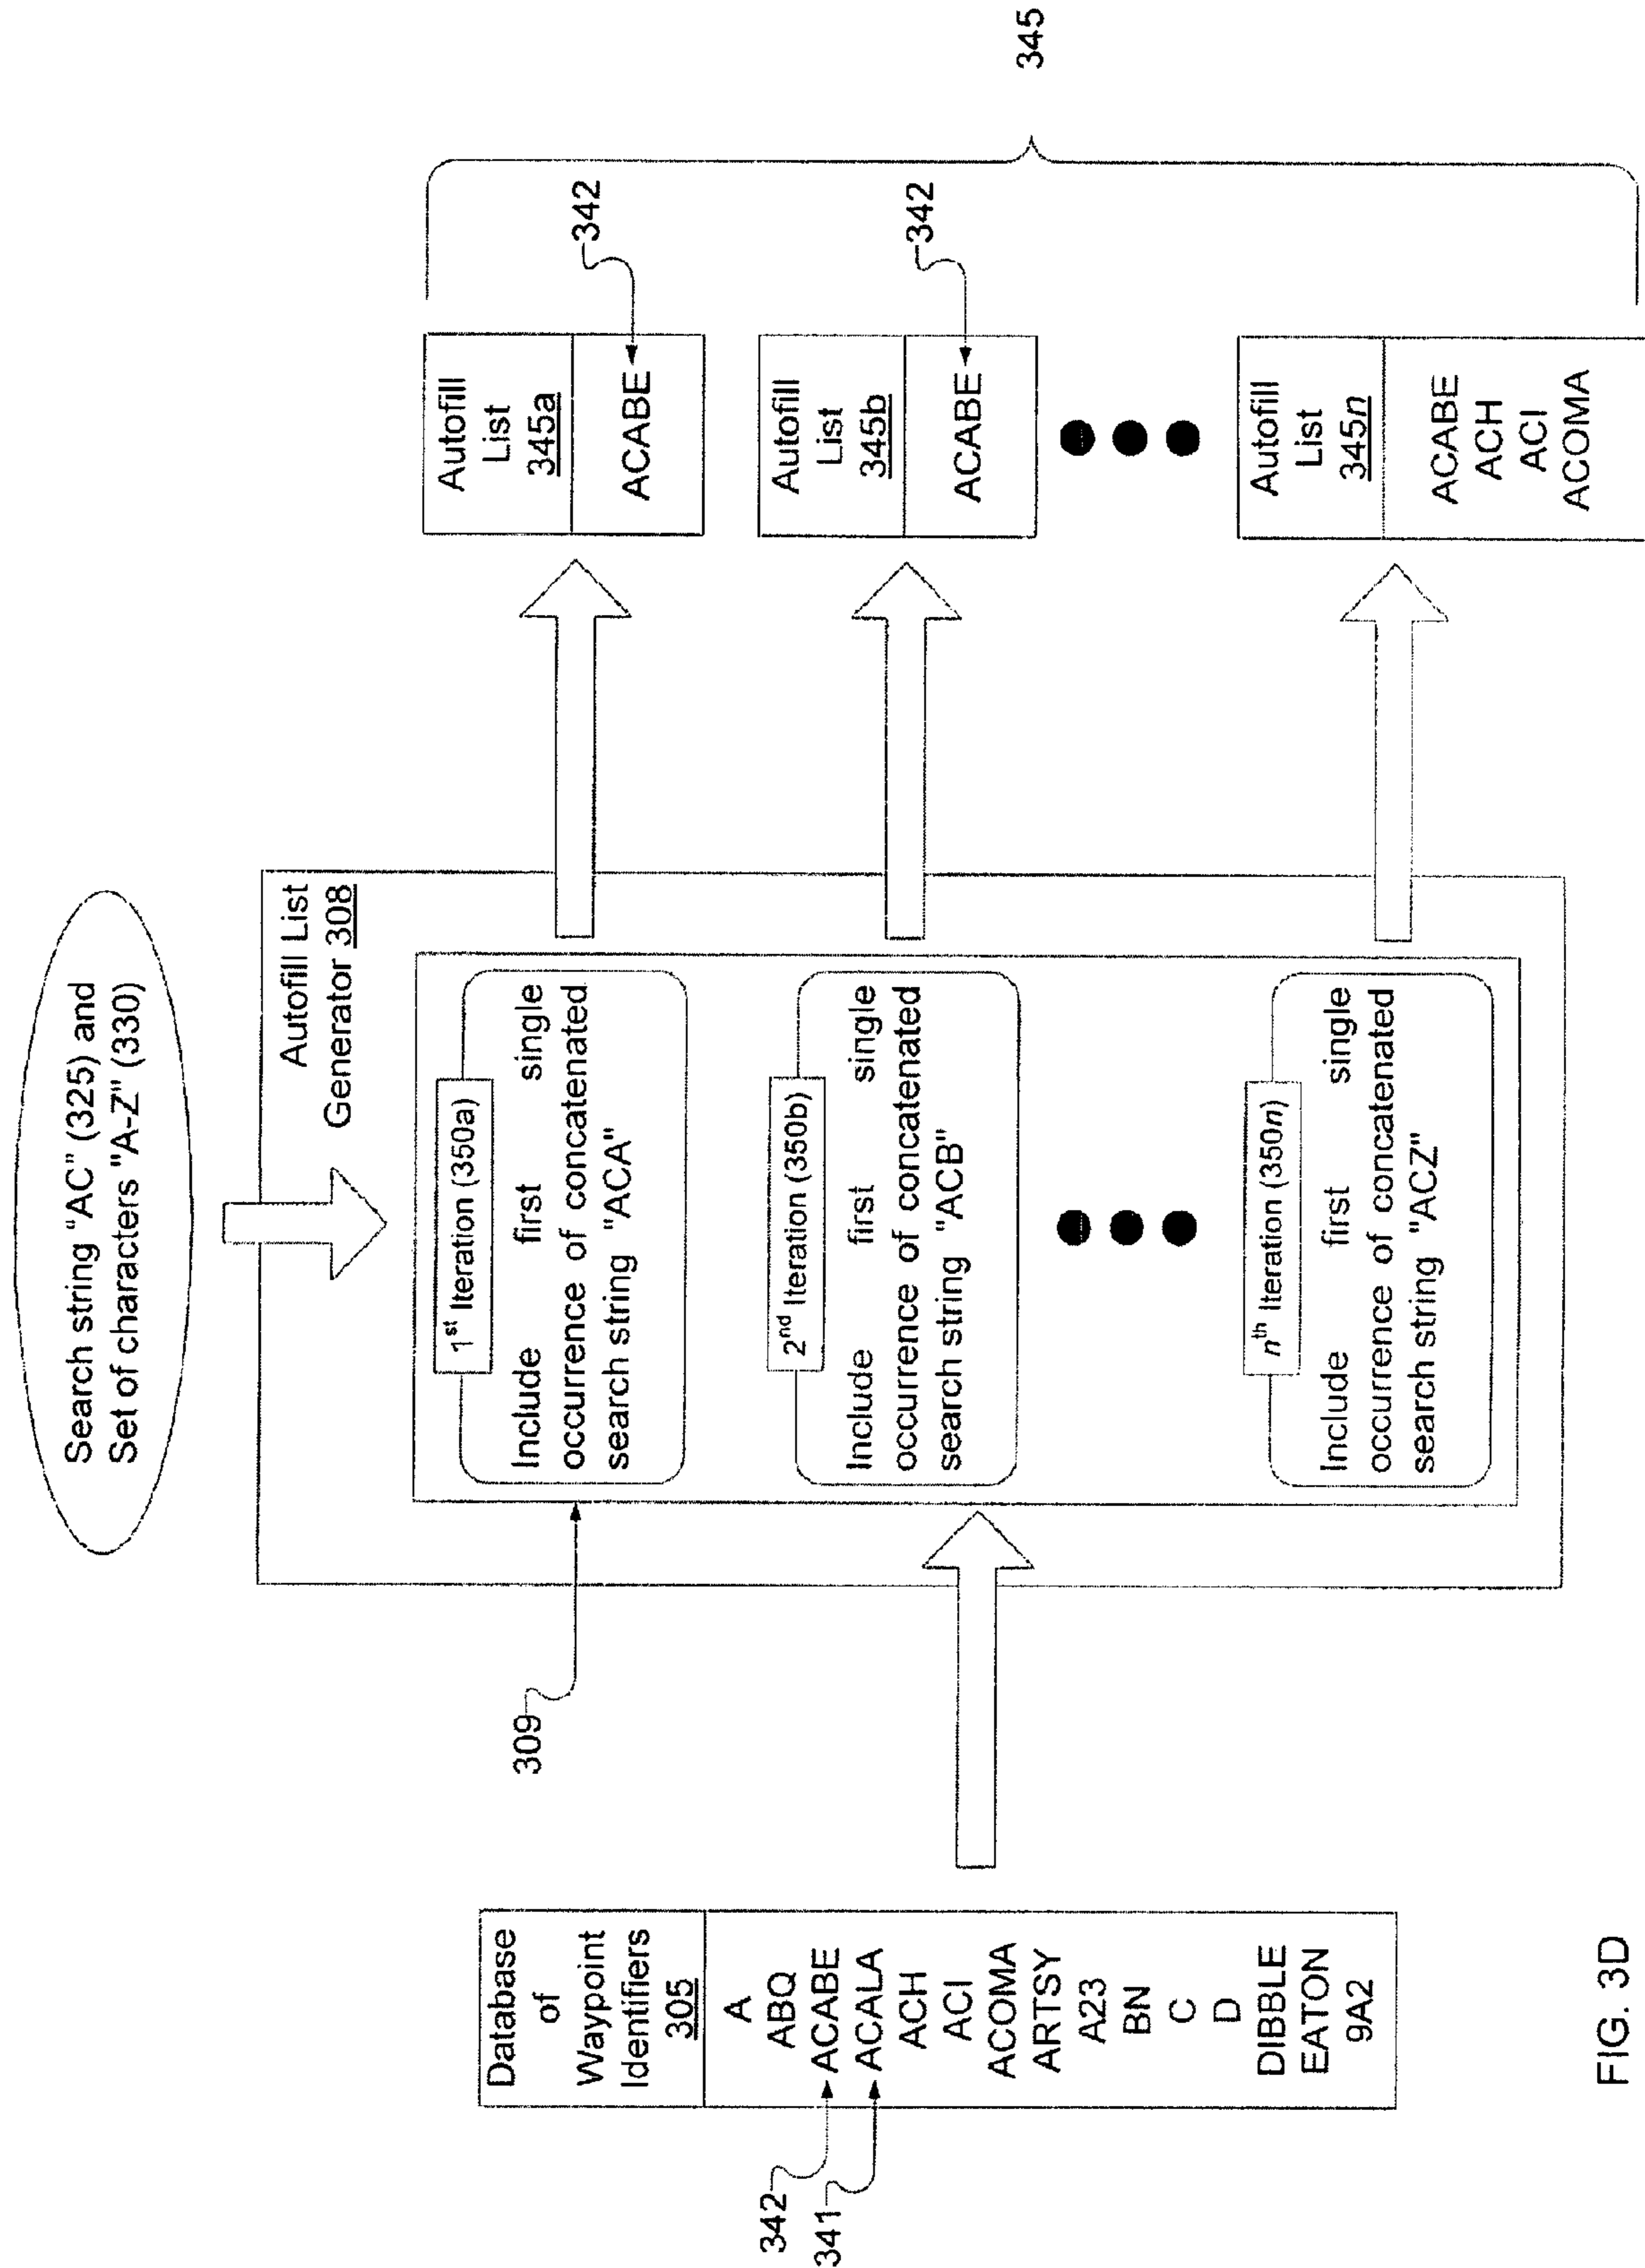 Search string "AC" (325) and
Set of characters "A-Z" (330)
Autofill List
Generator 308
309
1st Iteration (350a)
Include first single
occurrence of concatenated
search string "ACA"
2nd Iteration (350b)
Include first single
occurrence of concatenated
search string "ACB"
nth Iteration (350n)
Include first single
occurrence of concatenated
search string "ACZ"
Database
of
Waypoint
Identifiers
305
A
ABQ
ACABE
ACALA
ACH
ACI
ACOMA
ARTSY
A23
BN
C
D
DIBBLE
EATON
9A2
342
341
Autofill
List
345a
ACABE
342
Autofill
List
345b
ACABE
342
Autofill
List
345n
ACABE
ACH
ACI
ACOMA
345
FIG. 3D